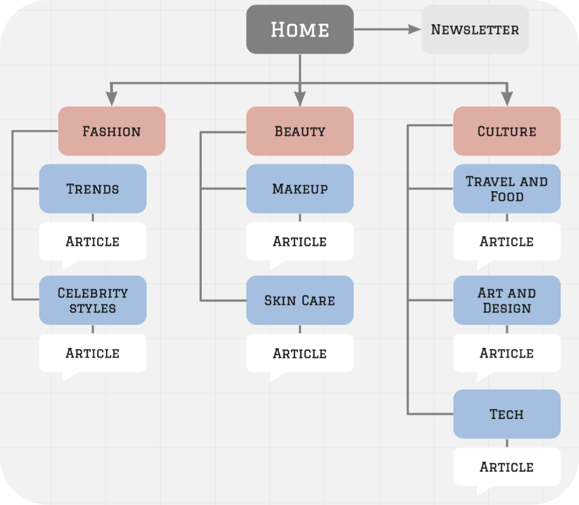 Home
Newsletter
Fashion
Beauty
Culture
Trends
Makeup
Travel and
Food
Article
Article
Article
Celebrity
styles
Skin Care
Art and
Design
Article
Article
Article
Tech
Article